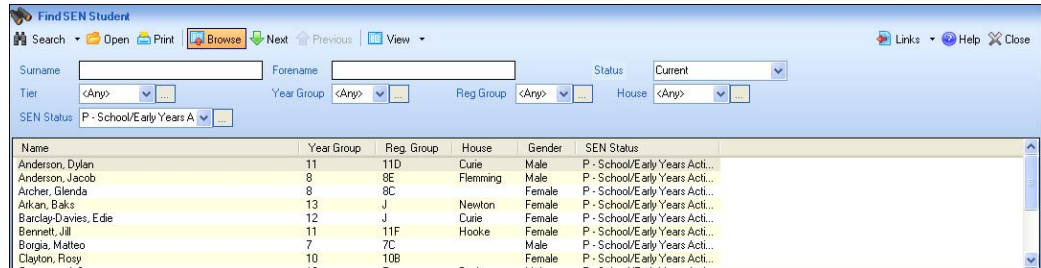 Find SEN Student
Search Open Print Browse Next Previous View Links Help Close
Surname Forename Status Current
Tier <Any> ... Year Group <Any> ... Reg Group <Any> ... House <Any> ...
SEN Status P - School/Early Years A ...
Name Year Group Reg. Group House Gender SEN Status
Anderson, Dylan 11 11D Curie Male P - School/Early Years Acti...
Anderson, Jacob 8 8E Flemming Male P - School/Early Years Acti...
Archer, Glenda 8 8C Female P - School/Early Years Acti...
Arkan, Baks 13 J Newton Female P - School/Early Years Acti...
Barclay-Davies, Edie 12 J Curie Female P - School/Early Years Acti...
Bennett, Jill 11 11F Hooke Female P - School/Early Years Acti...
Borgia, Matteo 7 7C Male P - School/Early Years Acti...
Clayton, Rosy 10 10B Female P - School/Early Years Acti...